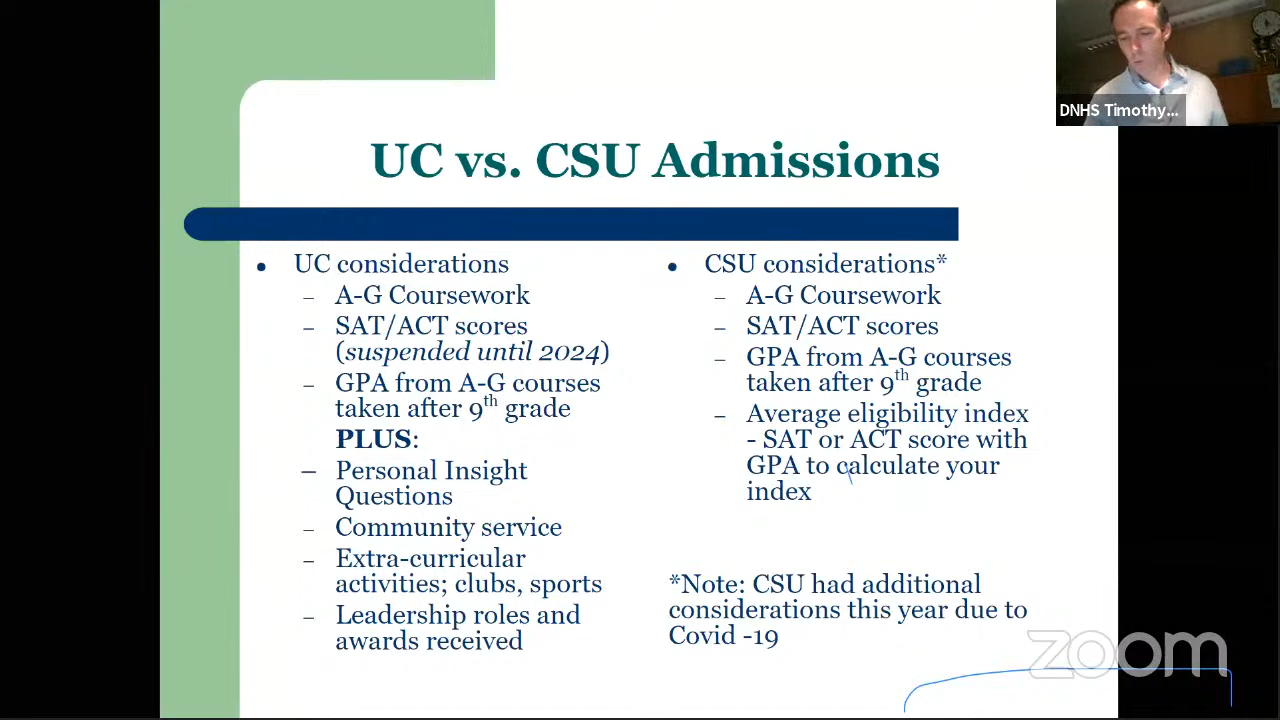 DNHS Timothy...
UC vs. CSU Admissions
• UC considerations
– A-G Coursework
– SAT/ACT scores
(suspended until 2024)
– GPA from A-G courses
taken after 9th grade
PLUS:
– Personal Insight
Questions
– Community service
– Extra-curricular
activities; clubs, sports
– Leadership roles and
awards received
• CSU considerations*
– A-G Coursework
– SAT/ACT scores
– GPA from A-G courses
taken after 9th grade
– Average eligibility index
- SAT or ACT score with
GPA to calculate your
index
*Note: CSU had additional
considerations this year due to
Covid -19
zoom